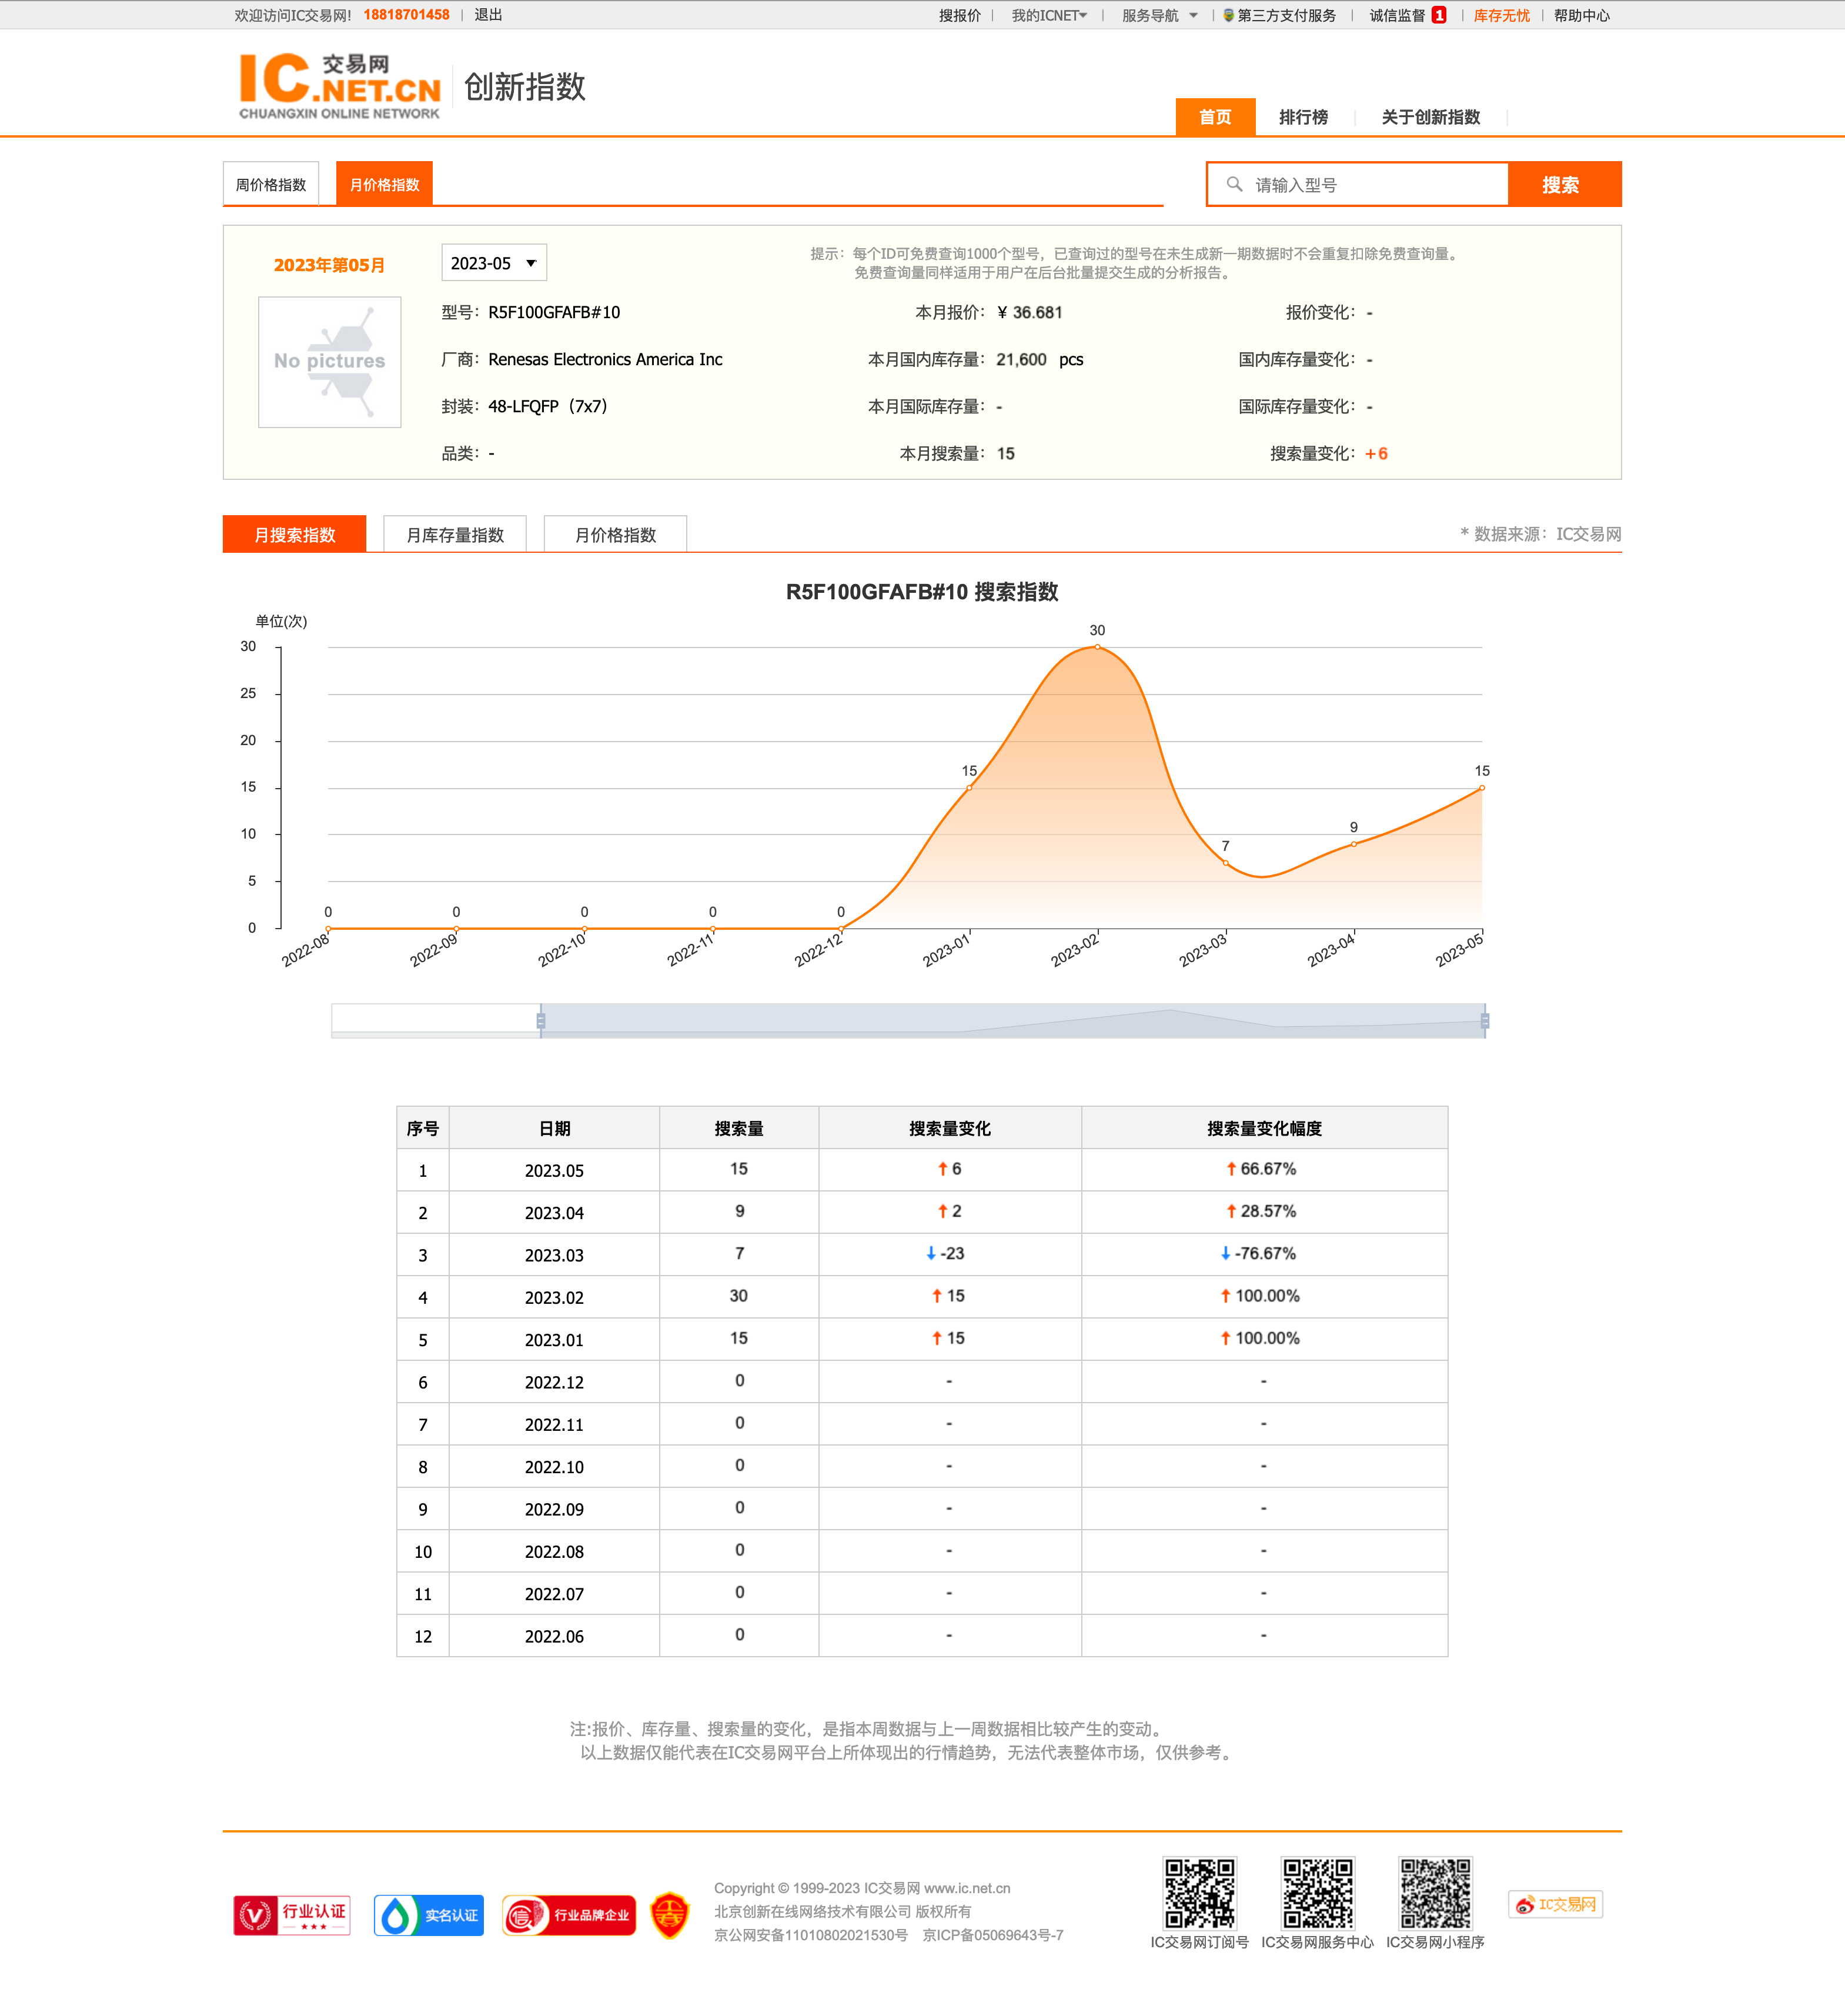 欢迎访问IC交易网! 18818701458 | 退出
搜报价 | 我的ICNET | 服务导航 | 第三方支付服务 | 诚信监督 1 | 库存无忧 | 帮助中心
IC.NET.CN 交易网
CHUANGXIN ONLINE NETWORK
创新指数
首页 排行榜 关于创新指数
周价格指数 月价格指数
请输入型号 搜索
2023年第05月 2023-05
提示：每个ID可免费查询1000个型号，已查询过的型号在未生成新一期数据时不会重复扣除免费查询量。
免费查询量同样适用于用户在后台批量提交生成的分析报告。
No pictures
型号：R5F100GFAFB#10 本月报价：¥ 36.681 报价变化：-
厂商：Renesas Electronics America Inc 本月国内库存量：21,600 pcs 国内库存量变化：-
封装：48-LFQFP（7x7） 本月国际库存量：- 国际库存量变化：-
品类：- 本月搜索量：15 搜索量变化：+6
月搜索指数 月库存量指数 月价格指数 * 数据来源：IC交易网
R5F100GFAFB#10 搜索指数
单位(次)
30
25
20
15
10
5
0
0 0 0 0 0 15 30 7 9 15
2022-08 2022-09 2022-10 2022-11 2022-12 2023-01 2023-02 2023-03 2023-04 2023-05
序号 日期 搜索量 搜索量变化 搜索量变化幅度
1 2023.05 15 ↑6 ↑66.67%
2 2023.04 9 ↑2 ↑28.57%
3 2023.03 7 ↓-23 ↓-76.67%
4 2023.02 30 ↑15 ↑100.00%
5 2023.01 15 ↑15 ↑100.00%
6 2022.12 0 - -
7 2022.11 0 - -
8 2022.10 0 - -
9 2022.09 0 - -
10 2022.08 0 - -
11 2022.07 0 - -
12 2022.06 0 - -
注:报价、库存量、搜索量的变化，是指本周数据与上一周数据相比较产生的变动。
以上数据仅能代表在IC交易网平台上所体现出的行情趋势，无法代表整体市场，仅供参考。
行业认证
实名认证
信 行业品牌企业
Copyright © 1999-2023 IC交易网 www.ic.net.cn
北京创新在线网络技术有限公司 版权所有
京公网安备11010802021530号 京ICP备05069643号-7
IC交易网订阅号 IC交易网服务中心 IC交易网小程序
IC交易网